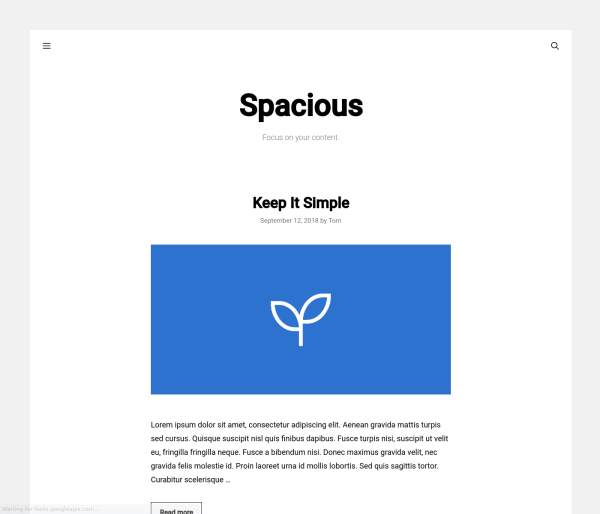 Spacious
Focus on your content.
Keep It Simple
September 12, 2018 by Tom
Lorem ipsum dolor sit amet, consectetur adipiscing elit. Aenean gravida mattis turpis
sed cursus. Quisque suscipit nisl quis finibus dapibus. Fusce turpis nisi, suscipit ut velit
eu, fringilla fringilla neque. Fusce a bibendum nisi. Donec maximus gravida velit, nec
gravida felis molestie id. Proin laoreet urna id mollis lobortis. Sed quis sagittis tortor.
Curabitur scelerisque …
Read more
Waiting for fonts.googleapis.com...